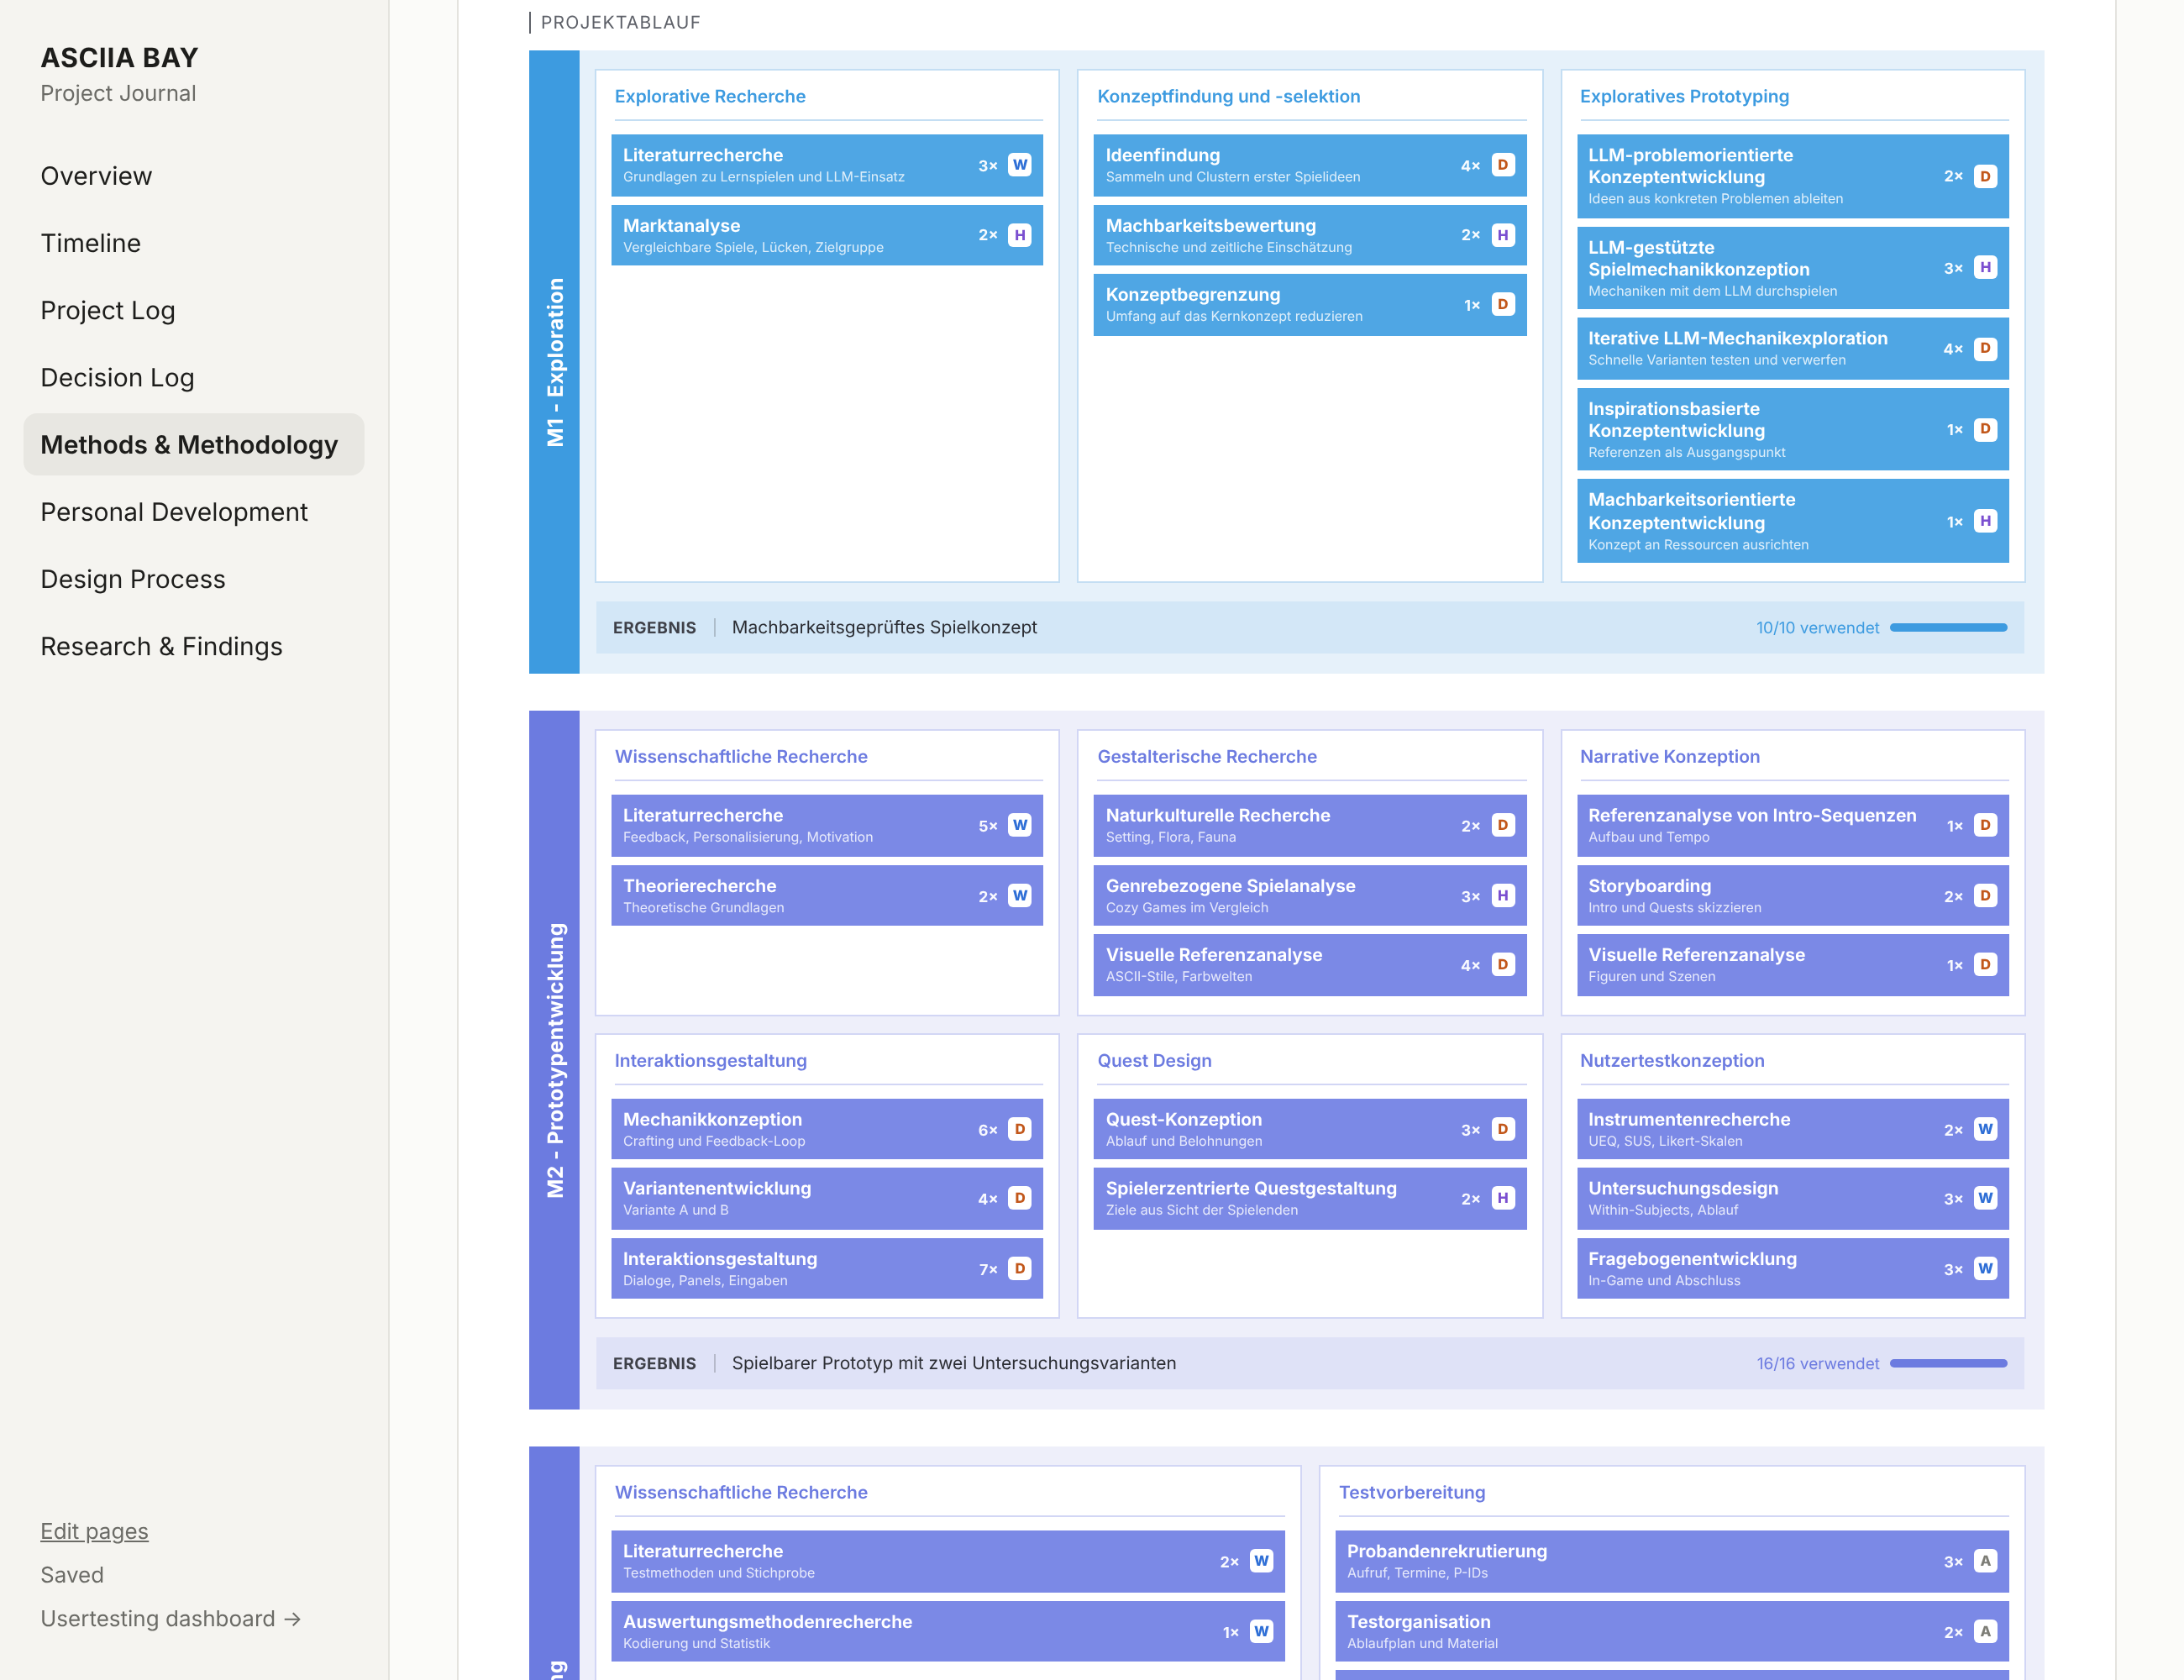 ASCIIA BAY
Project Journal
Overview
Timeline
Project Log
Decision Log
Methods & Methodology
Personal Development
Design Process
Research & Findings
Edit pages
Saved
Usertesting dashboard →
PROJEKTABLAUF
M1 - Exploration
Explorative Recherche
Literaturrecherche
Grundlagen zu Lernspielen und LLM-Einsatz
3× W
Marktanalyse
Vergleichbare Spiele, Lücken, Zielgruppe
2× H
Konzeptfindung und -selektion
Ideenfindung
Sammeln und Clustern erster Spielideen
4× D
Machbarkeitsbewertung
Technische und zeitliche Einschätzung
2× H
Konzeptbegrenzung
Umfang auf das Kernkonzept reduzieren
1× D
Exploratives Prototyping
LLM-problemorientierte
Konzeptentwicklung
Ideen aus konkreten Problemen ableiten
2× D
LLM-gestützte
Spielmechanikkonzeption
Mechaniken mit dem LLM durchspielen
3× H
Iterative LLM-Mechanikexploration
Schnelle Varianten testen und verwerfen
4× D
Inspirationsbasierte
Konzeptentwicklung
Referenzen als Ausgangspunkt
1× D
Machbarkeitsorientierte
Konzeptentwicklung
Konzept an Ressourcen ausrichten
1× H
ERGEBNIS | Machbarkeitsgeprüftes Spielkonzept
10/10 verwendet
M2 - Prototypentwicklung
Wissenschaftliche Recherche
Literaturrecherche
Feedback, Personalisierung, Motivation
5× W
Theorierecherche
Theoretische Grundlagen
2× W
Gestalterische Recherche
Naturkulturelle Recherche
Setting, Flora, Fauna
2× D
Genrebezogene Spielanalyse
Cozy Games im Vergleich
3× H
Visuelle Referenzanalyse
ASCII-Stile, Farbwelten
4× D
Narrative Konzeption
Referenzanalyse von Intro-Sequenzen
Aufbau und Tempo
1× D
Storyboarding
Intro und Quests skizzieren
2× D
Visuelle Referenzanalyse
Figuren und Szenen
1× D
Interaktionsgestaltung
Mechanikkonzeption
Crafting und Feedback-Loop
6× D
Variantenentwicklung
Variante A und B
4× D
Interaktionsgestaltung
Dialoge, Panels, Eingaben
7× D
Quest Design
Quest-Konzeption
Ablauf und Belohnungen
3× D
Spielerzentrierte Questgestaltung
Ziele aus Sicht der Spielenden
2× H
Nutzertestkonzeption
Instrumentenrecherche
UEQ, SUS, Likert-Skalen
2× W
Untersuchungsdesign
Within-Subjects, Ablauf
3× W
Fragebogenentwicklung
In-Game und Abschluss
3× W
ERGEBNIS | Spielbarer Prototyp mit zwei Untersuchungsvarianten
16/16 verwendet
Wissenschaftliche Recherche
Literaturrecherche
Testmethoden und Stichprobe
2× W
Auswertungsmethodenrecherche
Kodierung und Statistik
1× W
Testvorbereitung
Probandenrekrutierung
Aufruf, Termine, P-IDs
3× A
Testorganisation
Ablaufplan und Material
2× A